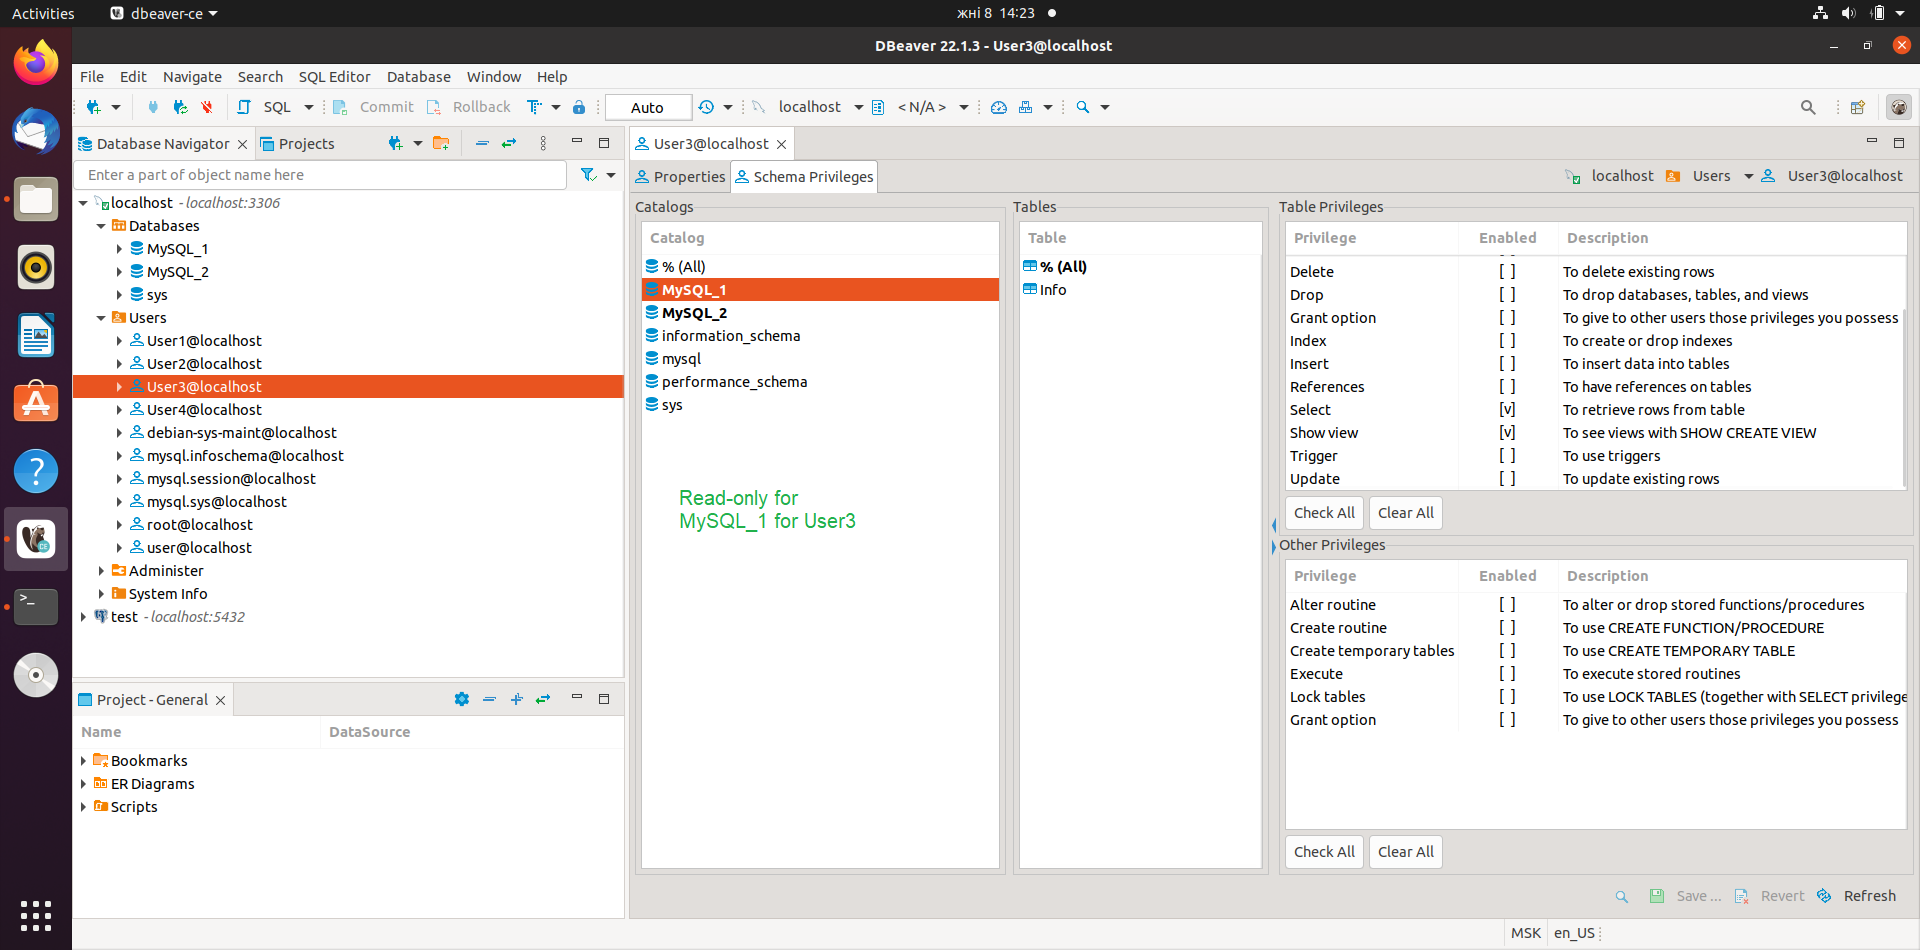 Activities dbeaver-ce жні 8 14:23
DBeaver 22.1.3 - User3@localhost
File Edit Navigate Search SQL Editor Database Window Help
SQL Commit Rollback Auto localhost < N/A >
Database Navigator Projects
Enter a part of object name here
localhost - localhost:3306
Databases
MySQL_1
MySQL_2
sys
Users
User1@localhost
User2@localhost
User3@localhost
User4@localhost
debian-sys-maint@localhost
mysql.infoschema@localhost
mysql.session@localhost
mysql.sys@localhost
root@localhost
user@localhost
Administer
System Info
test - localhost:5432
Project - General
Name DataSource
Bookmarks
ER Diagrams
Scripts
User3@localhost
Properties Schema Privileges localhost Users User3@localhost
Catalogs
Catalog
% (All)
MySQL_1
MySQL_2
information_schema
mysql
performance_schema
sys
Read-only for
MySQL_1 for User3
Tables
Table
% (All)
Info
Table Privileges
Privilege Enabled Description
Delete [ ] To delete existing rows
Drop [ ] To drop databases, tables, and views
Grant option [ ] To give to other users those privileges you possess
Index [ ] To create or drop indexes
Insert [ ] To insert data into tables
References [ ] To have references on tables
Select [v] To retrieve rows from table
Show view [v] To see views with SHOW CREATE VIEW
Trigger [ ] To use triggers
Update [ ] To update existing rows
Check All Clear All
Other Privileges
Privilege Enabled Description
Alter routine [ ] To alter or drop stored functions/procedures
Create routine [ ] To use CREATE FUNCTION/PROCEDURE
Create temporary tables [ ] To use CREATE TEMPORARY TABLE
Execute [ ] To execute stored routines
Lock tables [ ] To use LOCK TABLES (together with SELECT privilege
Grant option [ ] To give to other users those privileges you possess
Check All Clear All
Save ... Revert Refresh
MSK en_US